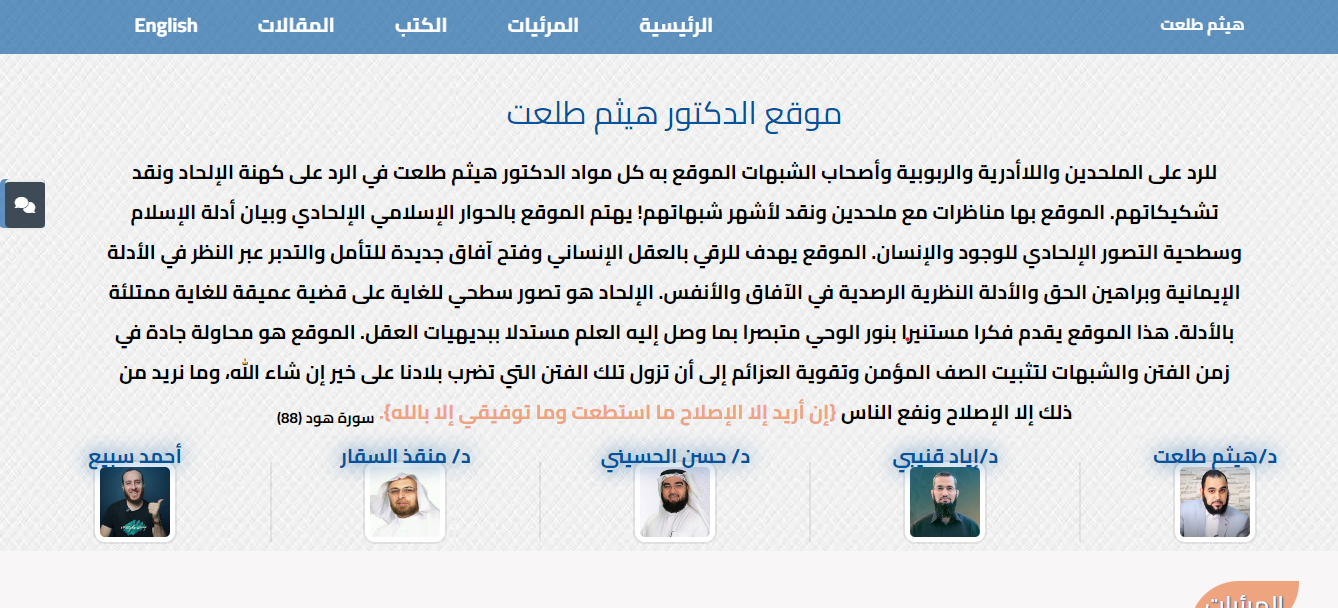 هيثم طلعت
الرئيسية
المرئيات
الكتب
المقالات
English
موقع الدكتور هيثم طلعت
للرد على الملحدين واللاأدرية والربوبية وأصحاب الشبهات الموقع به كل مواد الدكتور هيثم طلعت في الرد على كهنة الإلحاد ونقد
تشكيكاتهم. الموقع بها مناظرات مع ملحدين ونقد لأشهر شبهاتهم! يهتم الموقع بالحوار الإسلامي الإلحادي وبيان أدلة الإسلام
وسطحية التصور الإلحادي للوجود والإنسان. الموقع يهدف للرقي بالعقل الإنساني وفتح آفاق جديدة للتأمل والتدبر عبر النظر في الأدلة
الإيمانية وبراهين الحق والأدلة النظرية الرصدية في الآفاق والأنفس. الإلحاد هو تصور سطحي للغاية على قضية عميقة للغاية ممتلئة
بالأدلة. هذا الموقع يقدم فكرا مستنيرا بنور الوحي متبصرا بما وصل إليه العلم مستدلا ببديهيات العقل. الموقع هو محاولة جادة في
زمن الفتن والشبهات لتثبيت الصف المؤمن وتقوية العزائم إلى أن تزول تلك الفتن التي تضرب بلادنا على خير إن شاء الله، وما نريد من
ذلك إلا الإصلاح ونفع الناس {إن أريد إلا الإصلاح ما استطعت وما توفيقي إلا بالله}. سورة هود (88)
د/هيثم طلعت
د/إياد قنيبي
د/ حسن الحسيني
د/ منقذ السقار
أحمد سبيع
المرئيات